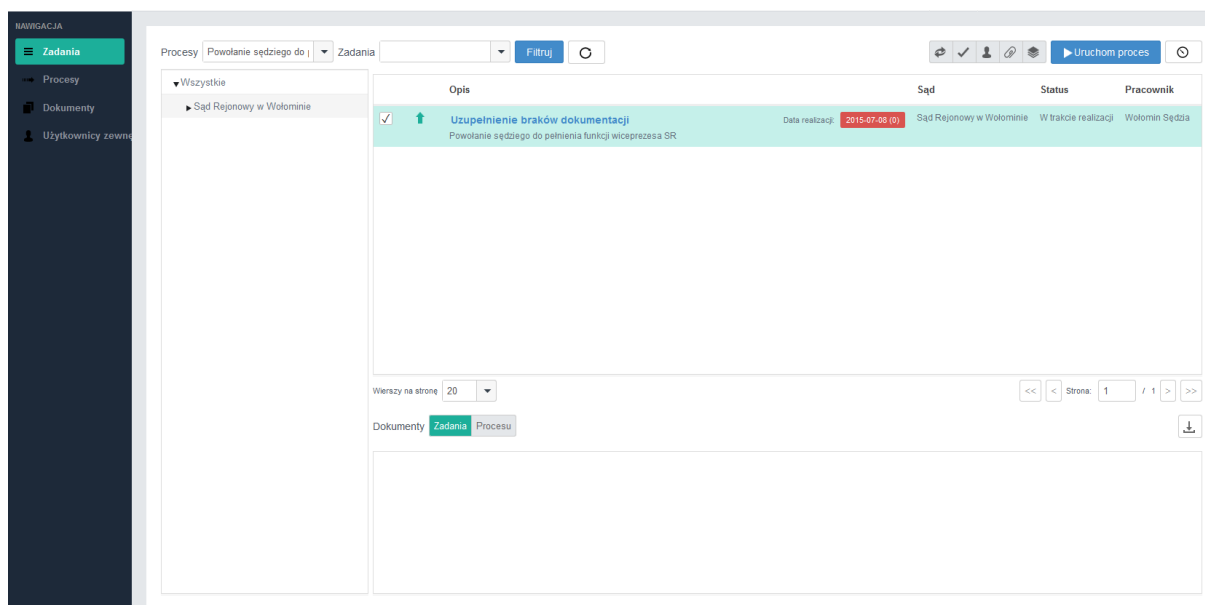 NAWIGACJA
Zadania
Procesy
Dokumenty
Użytkownicy zewnę
Procesy Powołanie sędziego do Zadania Filtruj Uruchom proces
Wszystkie
Sąd Rejonowy w Wołominie
Opis Sąd Status Pracownik
Uzupełnienie braków dokumentacji Data realizacji: 2015-07-08 (0) Sąd Rejonowy w Wołominie W trakcie realizacji Wołomin Sędzia
Powołanie sędziego do pełnienia funkcji wiceprezesa SR
Wierszy na stronę 20 << < Strona: 1 / 1 > >>
Dokumenty Zadania Procesu